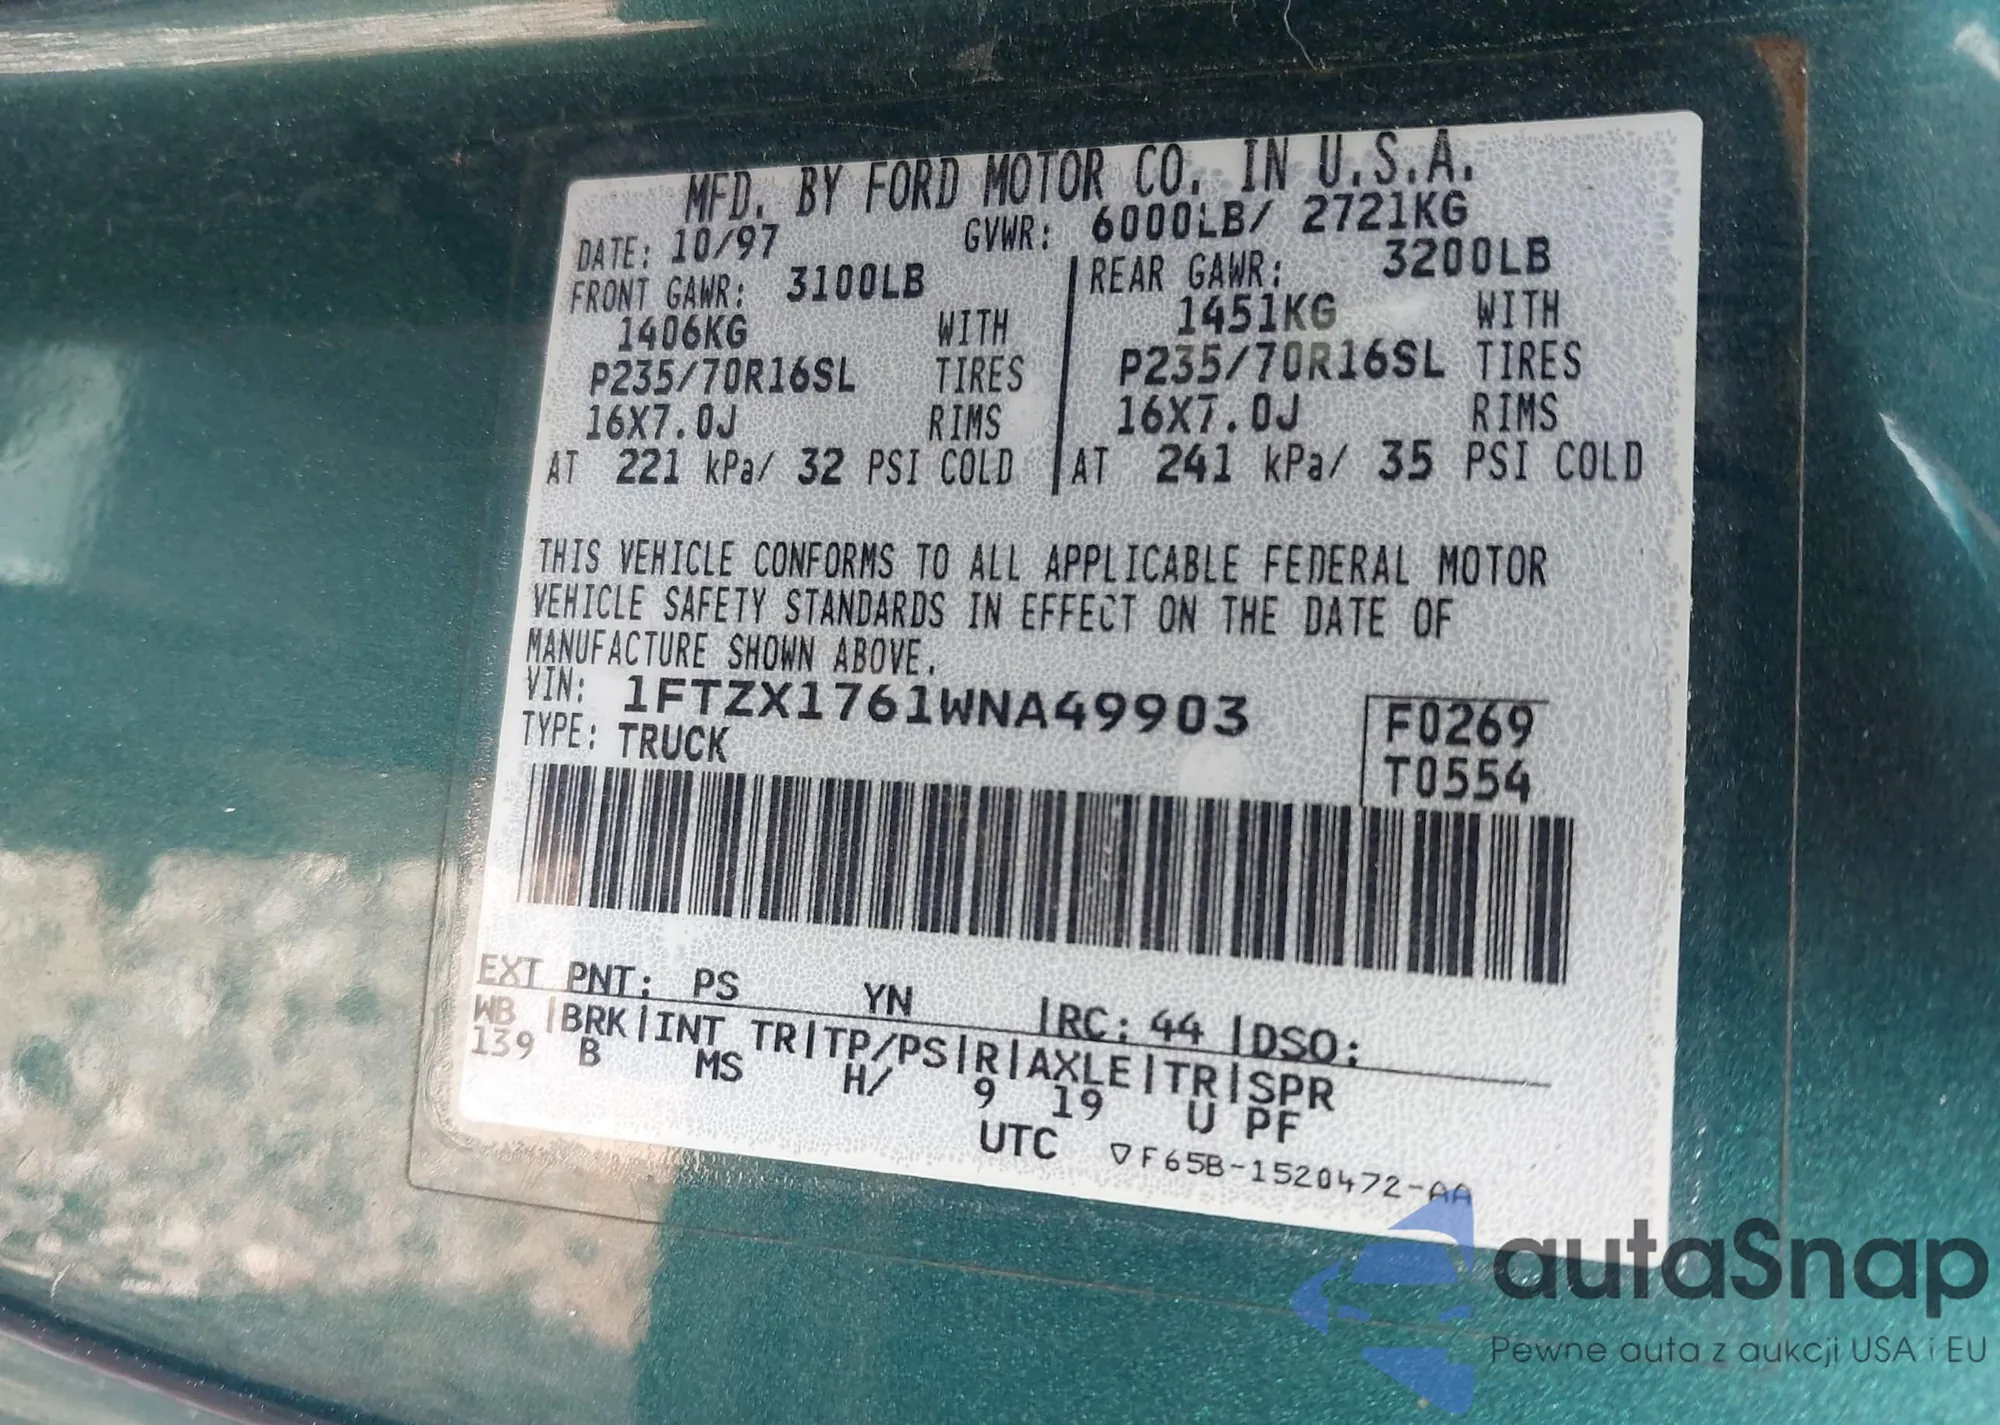 MFD. BY FORD MOTOR CO. IN U.S.A.
DATE: 10/97 GVWR: 6000LB/ 2721KG
FRONT GAWR: 3100LB REAR GAWR: 3200LB
1406KG WITH 1451KG WITH
P235/70R16SL TIRES P235/70R16SL TIRES
16X7.0J RIMS 16X7.0J RIMS
AT 221 kPa/ 32 PSI COLD AT 241 kPa/ 35 PSI COLD
THIS VEHICLE CONFORMS TO ALL APPLICABLE FEDERAL MOTOR
VEHICLE SAFETY STANDARDS IN EFFECT ON THE DATE OF
MANUFACTURE SHOWN ABOVE.
VIN: 1FTZX1761WNA49903 F0269
TYPE: TRUCK T0554
EXT PNT: PS YN |RC: 44 |DSO:
WB |BRK|INT TR|TP/PS|R|AXLE|TR|SPR
139 B MS H/ 9 19 U PF
UTC ▽F65B-1520472-AA
autaSnap
Pewne auta z aukcji USA i EU